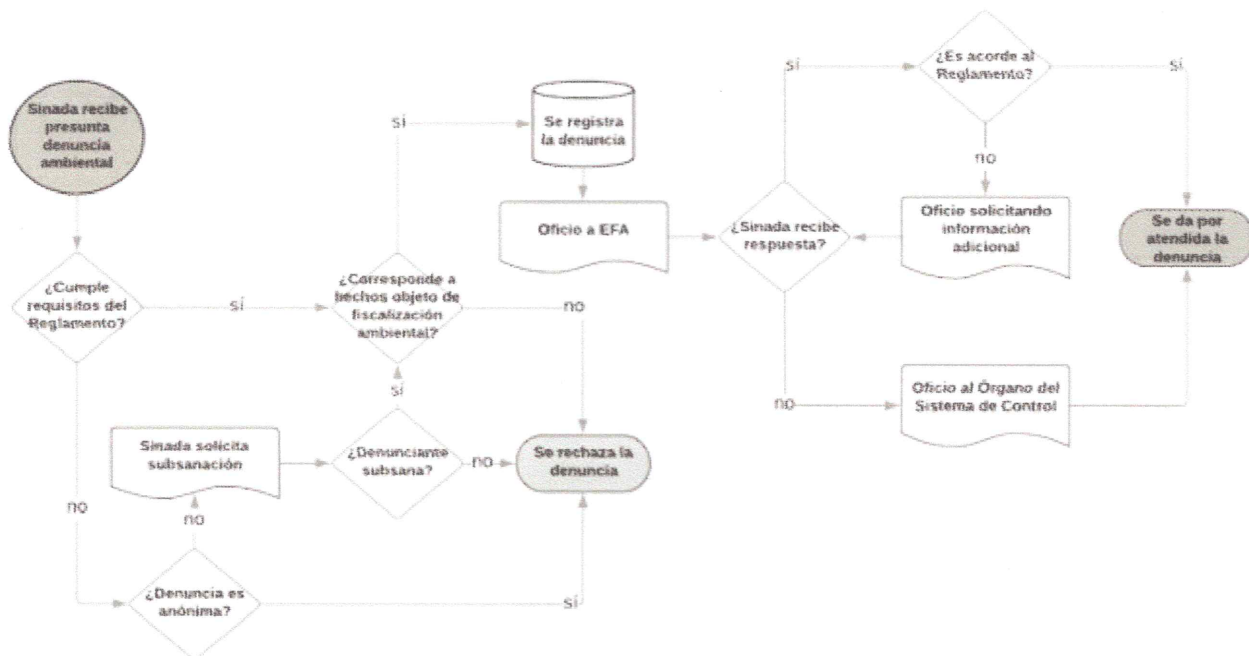 Sinada recibe
presunta
denuncia
ambiental
¿Cumple
requisitos del
Reglamento?
sí
no
¿Denuncia es
anónima?
no
sí
Sinada solicita
subsanación
¿Denunciante
subsana?
sí
no
¿Corresponde a
hechos objeto de
fiscalización
ambiental?
sí
no
Se rechaza la
denuncia
Se registra
la denuncia
Oficio a EFA
¿Sinada recibe
respuesta?
sí
no
¿Es acorde al
Reglamento?
sí
no
Oficio solicitando
información
adicional
Oficio al Órgano del
Sistema de Control
Se da por
atendida la
denuncia